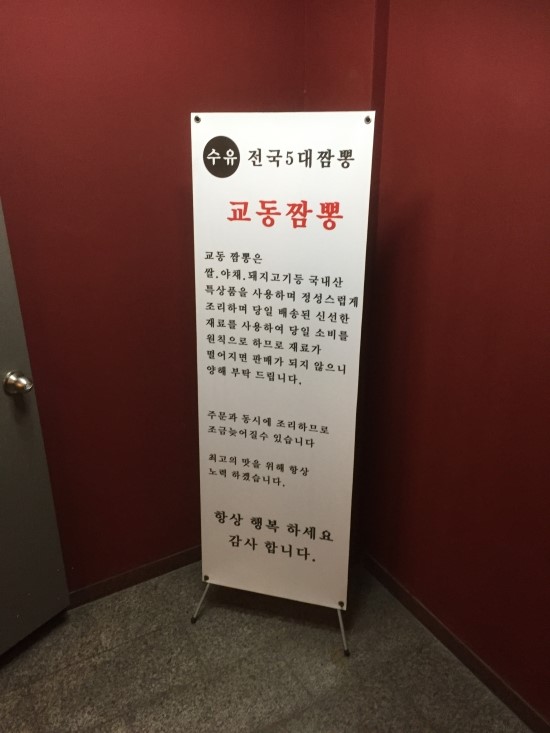 수유 전국5대짬뽕
교동짬뽕
교동 짬뽕은
쌀.야채.돼지고기등 국내산
특상품을 사용하며 정성스럽게
조리하며 당일 배송된 신선한
재료를 사용하여 당일 소비를
원칙으로 하므로 재료가
떨어지면 판매가 되지 않으니
양해 부탁 드립니다.
주문과 동시에 조리하므로
조금늦어질수 있습니다
최고의 맛을 위해 항상
노력 하겠습니다.
항상 행복 하세요
감사 합니다.